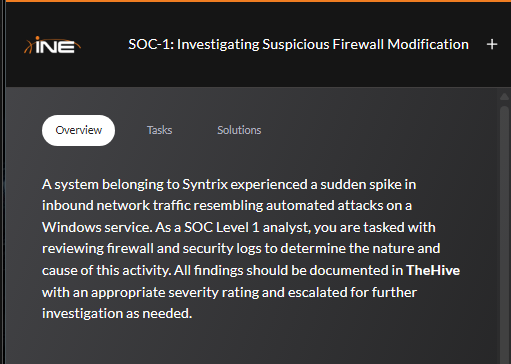 INE
SOC-1: Investigating Suspicious Firewall Modification +
Overview
Tasks
Solutions
A system belonging to Syntrix experienced a sudden spike in
inbound network traffic resembling automated attacks on a
Windows service. As a SOC Level 1 analyst, you are tasked with
reviewing firewall and security logs to determine the nature and
cause of this activity. All findings should be documented in TheHive
with an appropriate severity rating and escalated for further
investigation as needed.